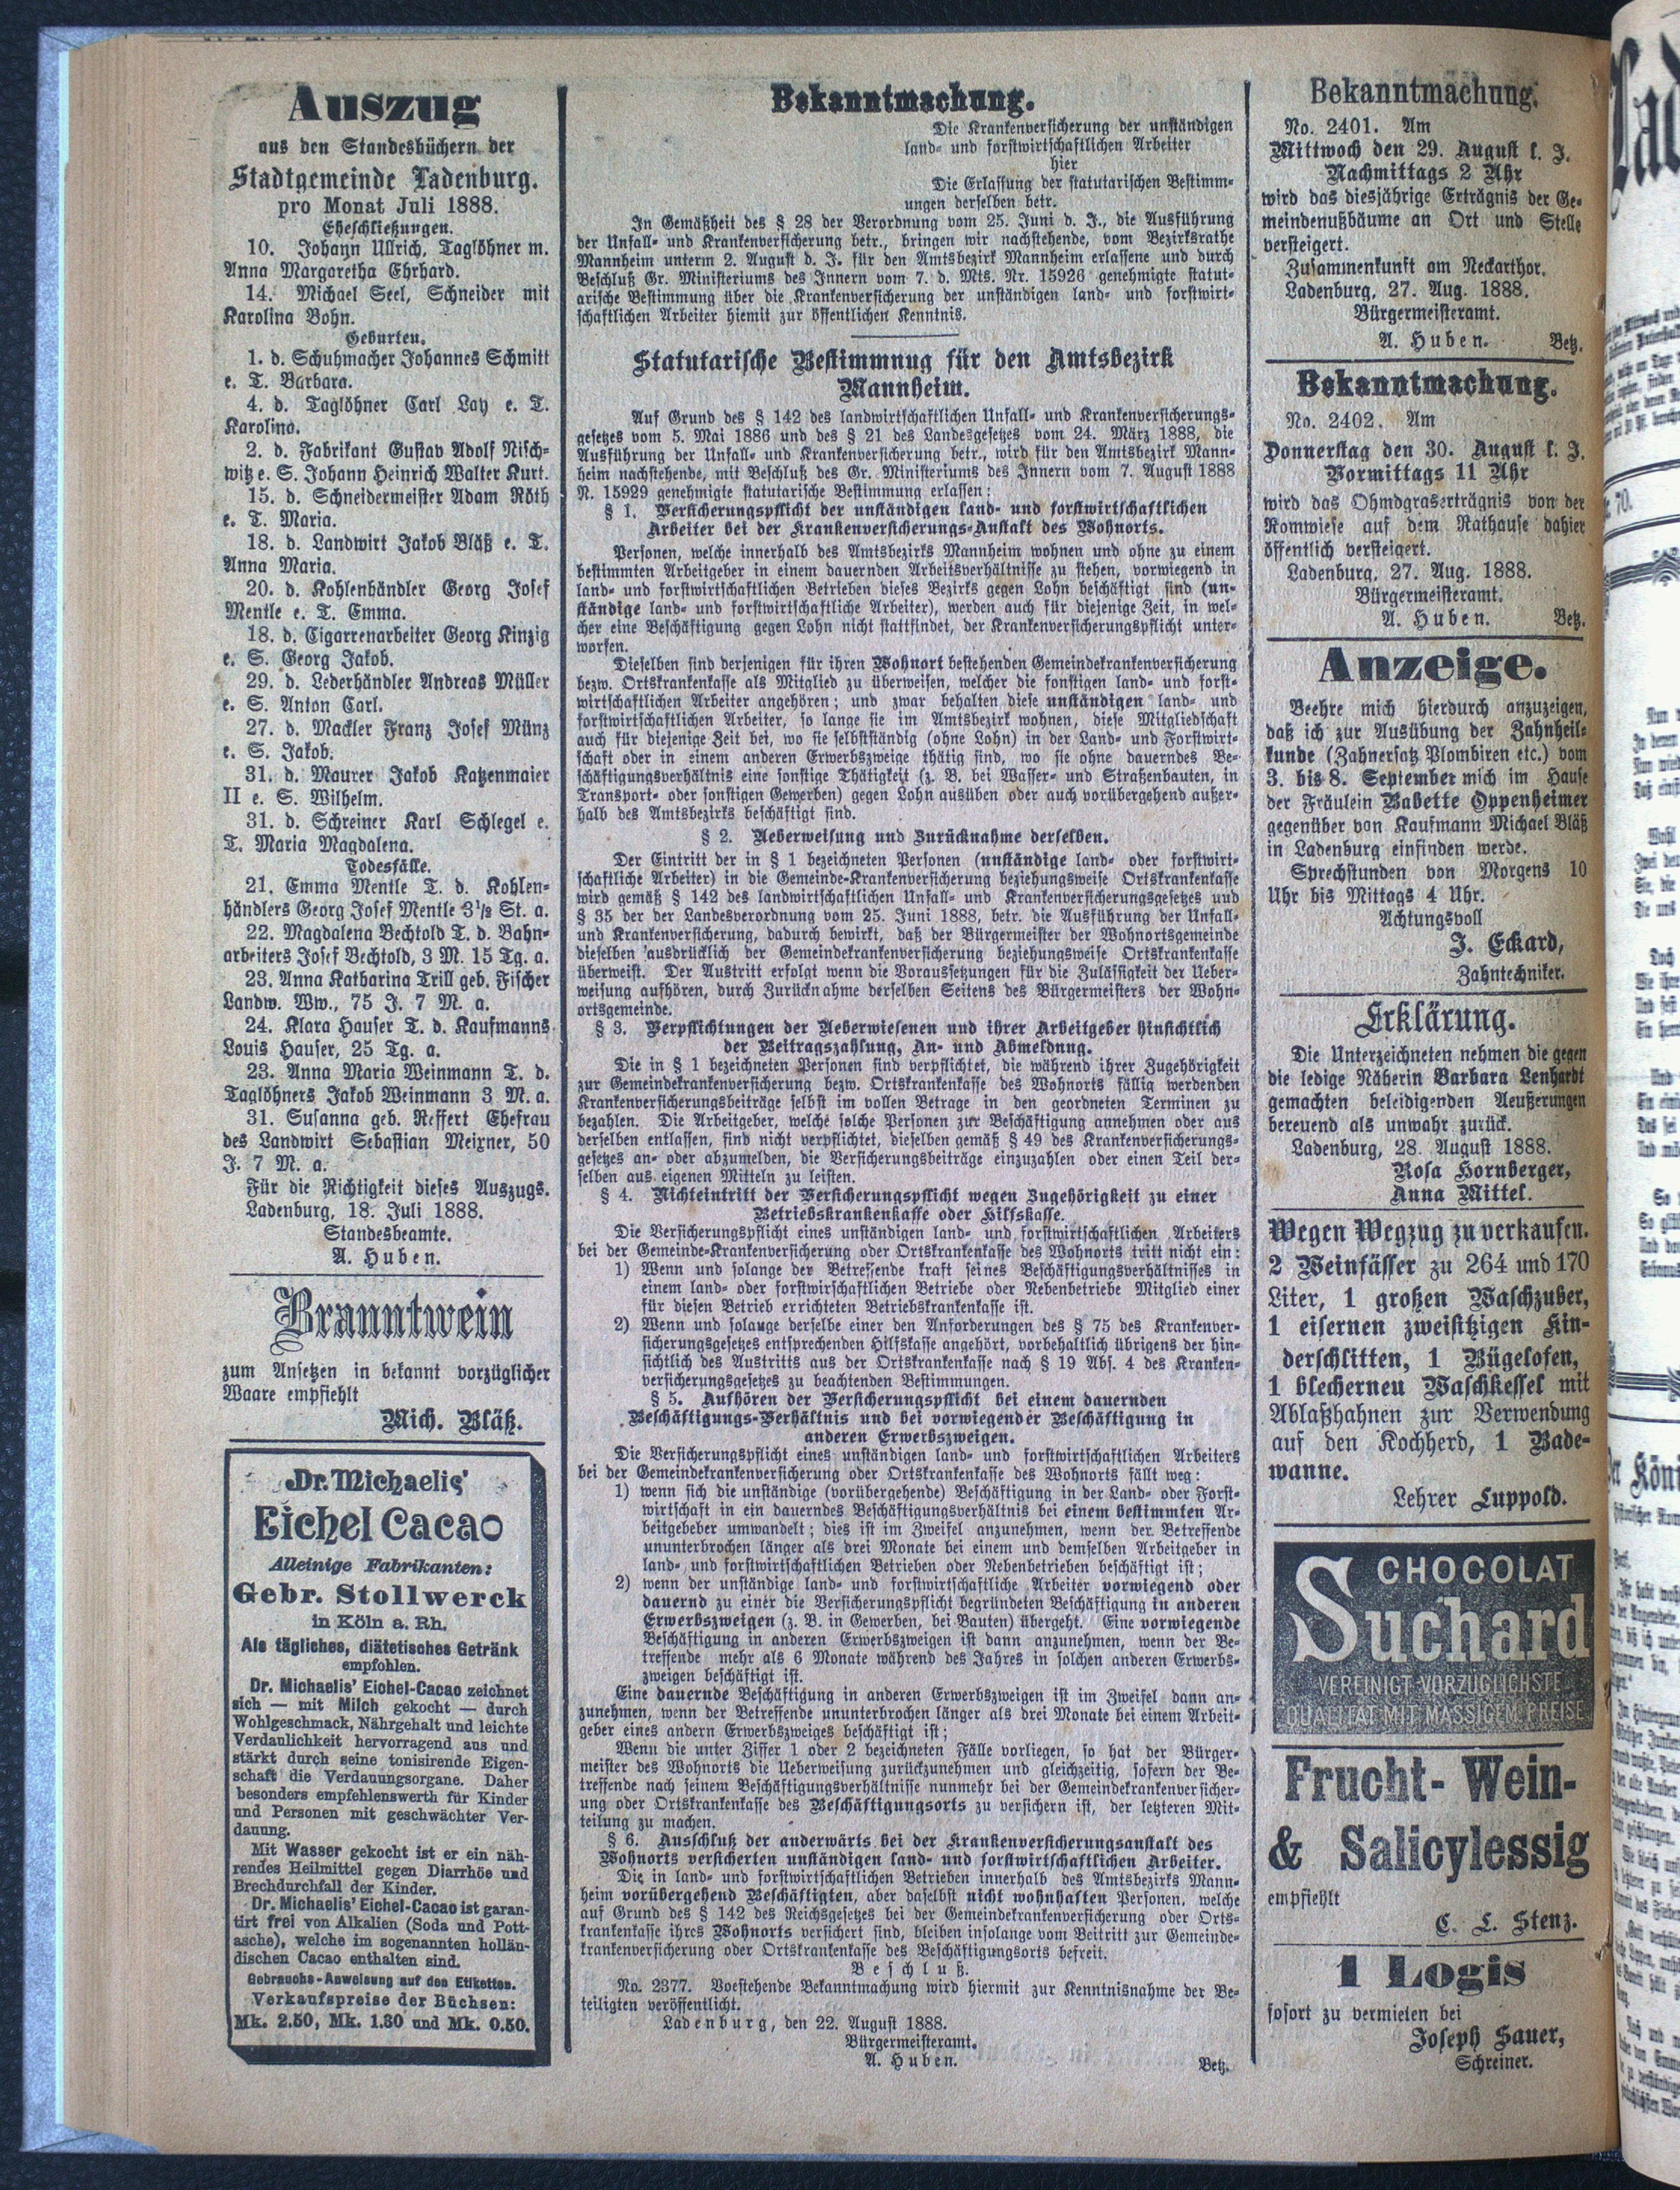 Auszug
aus den Standesbüchern der
Stadtgemeinde Ladenburg.
pro Monat Juli 1888.
Eheschließungen.
10. Johann Ullrich, Taglöhner m.
Anna Margaretha Ehrhard.
14. Michael Seel, Schneider mit
Karolina Bohn.
Geburten.
1. d. Schuhmacher Johannes Schmitt
e. T. Barbara.
4. d. Taglöhner Carl Lay e. T.
Karolina.
2. d. Fabrikant Gustav Adolf Nisch-
witz e. S. Johann Heinrich Walter Kurt.
15. d. Schneidermeister Adam Röth
e. T. Maria.
18. d. Landwirt Jakob Bläß e. T.
Anna Maria.
20. d. Kohlenhändler Georg Josef
Mentle e. T. Emma.
18. d. Cigarrenarbeiter Georg Kinzig
e. S. Georg Jakob.
29. d. Lederhändler Andreas Müller
e. S. Anton Carl.
27. d. Mackler Franz Josef Münz
e. S. Jakob.
31. d. Maurer Jakob Katzenmaier
II e. S. Wilhelm.
31. d. Schreiner Karl Schlegel e.
T. Maria Magdalena.
Todesfälle.
21. Emma Mentle T. d. Kohlen-
händlers Georg Josef Mentle 3½ St. a.
22. Magdalena Bechtold T. d. Bahn-
arbeiters Josef Bechtold, 3 M. 15 Tg. a.
23. Anna Katharina Trill geb. Fischer
Landw. Ww., 75 J. 7 M. a.
24. Klara Hauser T. d. Kaufmanns
Louis Hauser, 25 Tg. a.
23. Anna Maria Weinmann T. d.
Taglöhners Jakob Weinmann 3 M. a.
31. Susanna geb. Reffert Ehefrau
des Landwirt Sebastian Meixner, 50
J. 7 M. a.
Für die Richtigkeit dieses Auszugs.
Ladenburg, 18. Juli 1888.
Standesbeamte.
A. Huben.
Branntwein
zum Ansetzen in bekannt vorzüglicher
Waare empfiehlt
Mich. Bläß.
Dr. Michaelis'
Eichel Cacao
Alleinige Fabrikanten:
Gebr. Stollwerck
in Köln a. Rh.
Als tägliches, diätetisches Getränk
empfohlen.
Dr. Michaelis' Eichel-Cacao zeichnet
sich — mit Milch gekocht — durch
Wohlgeschmack, Nährgehalt und leichte
Verdaulichkeit hervorragend aus und
stärkt durch seine tonisirende Eigen-
schaft die Verdauungsorgane. Daher
besonders empfehlenswerth für Kinder
und Personen mit geschwächter Ver-
dauung.
Mit Wasser gekocht ist er ein näh-
rendes Heilmittel gegen Diarrhöe und
Brechdurchfall der Kinder.
Dr. Michaelis' Eichel-Cacao ist garan-
tirt frei von Alkalien (Soda und Pott-
asche), welche im sogenannten hollän-
dischen Cacao enthalten sind.
Gebrauchs-Anweisung auf den Etiketten.
Verkaufspreise der Büchsen:
Mk. 2.50, Mk. 1.30 und Mk. 0.50.
Bekanntmachung.
Die Krankenversicherung der unständigen
land- und forstwirtschaftlichen Arbeiter
hier
Die Erlassung der statutarischen Bestimm-
ungen derselben betr.
In Gemäßheit des § 28 der Verordnung vom 25. Juni d. J., die Ausführung
der Unfall- und Krankenversicherung betr., bringen wir nachstehende, vom Bezirksrathe
Mannheim unterm 2. August d. J. für den Amtsbezirk Mannheim erlassene und durch
Beschluß Gr. Ministeriums des Innern vom 7. d. Mts. Nr. 15926 genehmigte statut-
arische Bestimmung über die Krankenversicherung der unständigen land- und forstwirt-
schaftlichen Arbeiter hiemit zur öffentlichen Kenntnis.
Statutarische Bestimmnug für den Amtsbezirk
Mannheim.
Auf Grund des § 142 des landwirtschaftlichen Unfall- und Krankenversicherungs-
gesetzes vom 5. Mai 1886 und des § 21 des Landesgesetzes vom 24. März 1888, die
Ausführung der Unfall- und Krankenversicherung betr., wird für den Amtsbezirk Mann-
heim nachstehende, mit Beschluß des Gr. Ministeriums des Innern vom 7. August 1888
N. 15929 genehmigte statutarische Bestimmung erlassen:
§ 1. Versicherungspflicht der unständigen land- und forstwirtschaftlichen
Arbeiter bei der Krankenversicherungs-Anstalt des Wohnorts.
Personen, welche innerhalb des Amtsbezirks Mannheim wohnen und ohne zu einem
bestimmten Arbeitgeber in einem dauernden Arbeitsverhältnisse zu stehen, vorwiegend in
land- und forstwirtschaftlichen Betrieben dieses Bezirks gegen Lohn beschäftigt sind (un-
ständige land- und forstwirtschaftliche Arbeiter), werden auch für diejenige Zeit, in wel-
cher eine Beschäftigung gegen Lohn nicht stattfindet, der Krankenversicherungspflicht unter-
worfen.
Dieselben sind derjenigen für ihren Wohnort bestehenden Gemeindekrankenversicherung
bezw. Ortskrankenkasse als Mitglied zu überweisen, welcher die sonstigen land- und forst-
wirtschaftlichen Arbeiter angehören; und zwar behalten diese unständigen land- und
forstwirtschaftlichen Arbeiter, so lange sie im Amtsbezirk wohnen, diese Mitgliedschaft
auch für diejenige Zeit bei, wo sie selbstständig (ohne Lohn) in der Land- und Forstwirt-
schaft oder in einem anderen Erwerbszweige thätig sind, wo sie ohne dauerndes Be-
schäftigungsverhältnis eine sonstige Thätigkeit (z. B. bei Wasser- und Straßenbauten, in
Transport- oder sonstigen Gewerben) gegen Lohn ausüben oder auch vorübergehend außer-
halb des Amtsbezirks beschäftigt sind.
§ 2. Ueberweisung und Zurücknahme derselben.
Der Eintritt der in § 1 bezeichneten Personen (unständige land- oder forstwirt-
schaftliche Arbeiter) in die Gemeinde-Krankenversicherung beziehungsweise Ortskrankenkasse
wird gemäß § 142 des landwirtschaftlichen Unfall- und Krankenversicherungsgesetzes und
§ 35 der der Landesverordnung vom 25. Juni 1888, betr. die Ausführung der Unfall-
und Krankenversicherung, dadurch bewirkt, daß der Bürgermeister der Wohnortsgemeinde
dieselben ausdrücklich der Gemeindekrankenversicherung beziehungsweise Ortskrankenkasse
überweist. Der Austritt erfolgt wenn die Voraussetzungen für die Zulässigkeit der Ueber-
weisung aufhören, durch Zurücknahme derselben Seitens des Bürgermeisters der Wohn-
ortsgemeinde.
§ 3. Verpflichtungen der Ueberwiesenen und ihrer Arbeitgeber hinsichtlich
der Beitragszahlung, An- und Abmeldnng.
Die in § 1 bezeichneten Personen sind verpflichtet, die während ihrer Zugehörigkeit
zur Gemeindekrankenversicherung bezw. Ortskrankenkasse des Wohnorts fällig werdenden
Krankenversicherungsbeiträge selbst im vollen Betrage in den geordneten Terminen zu
bezahlen. Die Arbeitgeber, welche solche Personen zur Beschäftigung annehmen oder aus
derselben entlassen, sind nicht verpflichtet, dieselben gemäß § 49 des Krankenversicherungs-
gesetzes an- oder abzumelden, die Versicherungsbeiträge einzuzahlen oder einen Teil der-
selben aus eigenen Mitteln zu leisten.
§ 4. Nichteintritt der Versicherungspflicht wegen Zugehörigkeit zu einer
Betriebskrankenkasse oder Hilfskasse.
Die Versicherungspflicht eines unständigen land- und forstwirtschaftlichen Arbeiters
bei der Gemeinde-Krankenversicherung oder Ortskrankenkasse des Wohnorts tritt nicht ein:
1) Wenn und solange der Betreffende kraft seines Beschäftigungsverhältnisses in
einem land- oder forstwirschaftlichen Betriebe oder Nebenbetriebe Mitglied einer
für diesen Betrieb errichteten Betriebskrankenkasse ist.
2) Wenn und solauge derselbe einer den Anforderungen des § 75 des Krankenver-
sicherungsgesetzes entsprechenden Hilfskasse angehört, vorbehaltlich übrigens der hin-
sichtlich des Austritts aus der Ortskrankenkasse nach § 19 Abs. 4 des Kranken-
versicherungsgesetzes zu beachtenden Bestimmungen.
§ 5. Aufhören der Versicherungspflicht bei einem dauernden
Beschäftigungs-Verhältnis und bei vorwiegender Beschäftigung in
anderen Erwerbszweigen.
Die Versicherungspflicht eines unständigen land- und forstwirtschaftlichen Arbeiters
bei der Gemeindekrankenversicherung oder Ortskrankenkasse des Wohnorts fällt weg:
1) wenn sich die unständige (vorübergehende) Beschäftigung in der Land- oder Forst-
wirtschaft in ein dauerndes Beschäftigungsverhältnis bei einem bestimmten Ar-
beitgeber umwandelt; dies ist im Zweifel anzunehmen, wenn der Betreffende
ununterbrochen länger als drei Monate bei einem und demselben Arbeitgeber in
land- und forstwirtschaftlichen Betrieben oder Nebenbetrieben beschäftigt ist;
2) wenn der unständige land- und forstwirtschaftliche Arbeiter vorwiegend oder
dauernd zu einer die Versicherungspflicht begründeten Beschäftigung in anderen
Erwerbszweigen (z. B. in Gewerben, bei Bauten) übergeht. Eine vorwiegende
Beschäftigung in anderen Erwerbszweigen ist dann anzunehmen, wenn der Be-
treffende mehr als 6 Monate während des Jahres in solchen anderen Erwerbs-
zweigen beschäftigt ist.
Eine dauernde Beschäftigung in anderen Erwerbszweigen ist im Zweifel dann an-
zunehmen, wenn der Betreffende ununterbrochen länger als drei Monate bei einem Arbeit-
geber eines andern Erwerbszweiges beschäftigt ist;
Wenn die unter Ziffer 1 oder 2 bezeichneten Fälle vorliegen, so hat der Bürger-
meister des Wohnorts die Ueberweisung zurückzunehmen und gleichzeitig, sofern der Be-
treffende nach seinem Beschäftigungsverhältnisse nunmehr bei der Gemeindekrankenversicher-
ung oder Ortskrankenkasse des Beschäftigungsorts zu versichern ist, der letzteren Mit-
teilung zu machen.
§ 6. Ausschluß der anderwärts bei der Krankenversicherungsanstalt des
Wohnorts versicherten unständigen land- und forstwirtschaftlichen Arbeiter.
Die in land- und forstwirtschaftlichen Betrieben innerhalb des Amtsbezirks Mann-
heim vorübergehend Beschäftigten, aber daselbst nicht wohnhaften Personen, welche
auf Grund des § 142 des Reichsgesetzes bei der Gemeindekrankenversicherung oder Orts-
krankenkasse ihres Wohnorts versichert sind, bleiben insolange vom Beitritt zur Gemeinde-
krankenversicherung oder Ortskrankenkasse des Beschäftigungsorts befreit.
Beschluß.
No. 2377. Voestehende Bekanntmachung wird hiermit zur Kenntnisnahme der Be-
teiligten veröffentlicht.
Ladenburg, den 22. August 1888.
Bürgermeisteramt.
A. Huben.
Betz.
Bekanntmachung.
No. 2401. Am
Mittwoch den 29. August l. J.
Nachmittags 2 Uhr
wird das diesjährige Erträgnis der Ge-
meindenußbäume an Ort und Stelle
versteigert.
Zusammenkunft am Neckarthor.
Ladenburg, 27. Aug. 1888.
Bürgermeisteramt.
A. Huben. Betz.
Bekanntmachung.
No. 2402. Am
Donnerstag den 30. August l. J.
Vormittags 11 Uhr
wird das Ohmdgraserträgnis von der
Romwiese auf dem Rathause dahier
öffentlich versteigert.
Ladenburg, 27. Aug. 1888.
Bürgermeisteramt.
A. Huben. Betz.
Anzeige.
Beehre mich hierdurch anzuzeigen,
daß ich zur Ausübung der Zahnheil-
kunde (Zahnersatz Plombiren etc.) vom
3. bis 8. September mich im Hause
der Fräulein Babette Oppenheimer
gegenüber von Kaufmann Michael Bläß
in Ladenburg einfinden werde.
Sprechstunden von Morgens 10
Uhr bis Mittags 4 Uhr.
Achtungsvoll
J. Eckard,
Zahntechniker.
Erklärung.
Die Unterzeichneten nehmen die gegen
die ledige Näherin Barbara Lenhardt
gemachten beleidigenden Aeußerungen
bereuend als unwahr zurück.
Ladenburg, 28. August 1888.
Rosa Hornberger,
Anna Mittel.
Wegen Wegzug zu verkaufen.
2 Weinfässer zu 264 und 170
Liter, 1 großen Waschzuber,
1 eisernen zweisitzigen Kin-
derschlitten, 1 Bügelofen,
1 blecherneu Waschkessel mit
Ablaßhahnen zur Verwendung
auf den Kochherd, 1 Bade-
wanne.
Lehrer Luppold.
CHOCOLAT
Suchard
VEREINIGT VORZÜGLICHSTE
QUALITÄT MIT MÄSSIGEM PREISE
Frucht- Wein-
& Salicylessig
empfiehlt
C. L. Stenz.
1 Logis
sofort zu vermieten bei
Joseph Sauer,
Schreiner.